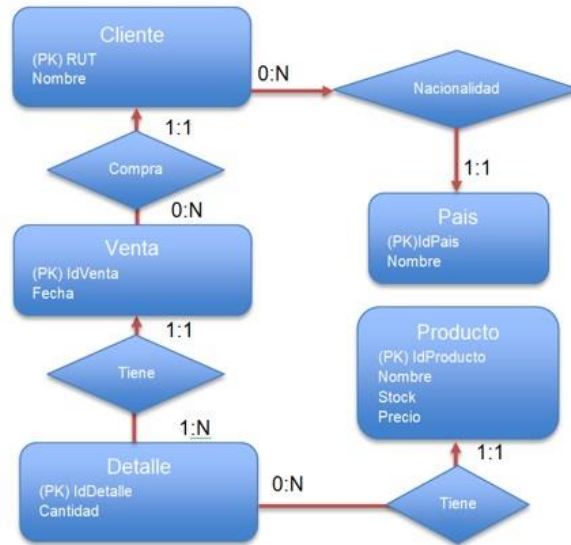 Cliente
(PK) RUT
Nombre
0:N
Nacionalidad
1:1
Compra
0:N
1:1
Venta
(PK) IdVenta
Fecha
Pais
(PK)IdPais
Nombre
1:1
Tiene
1:N
Producto
(PK) IdProducto
Nombre
Stock
Precio
1:1
Detalle
(PK) IdDetalle
Cantidad
0:N
Tiene